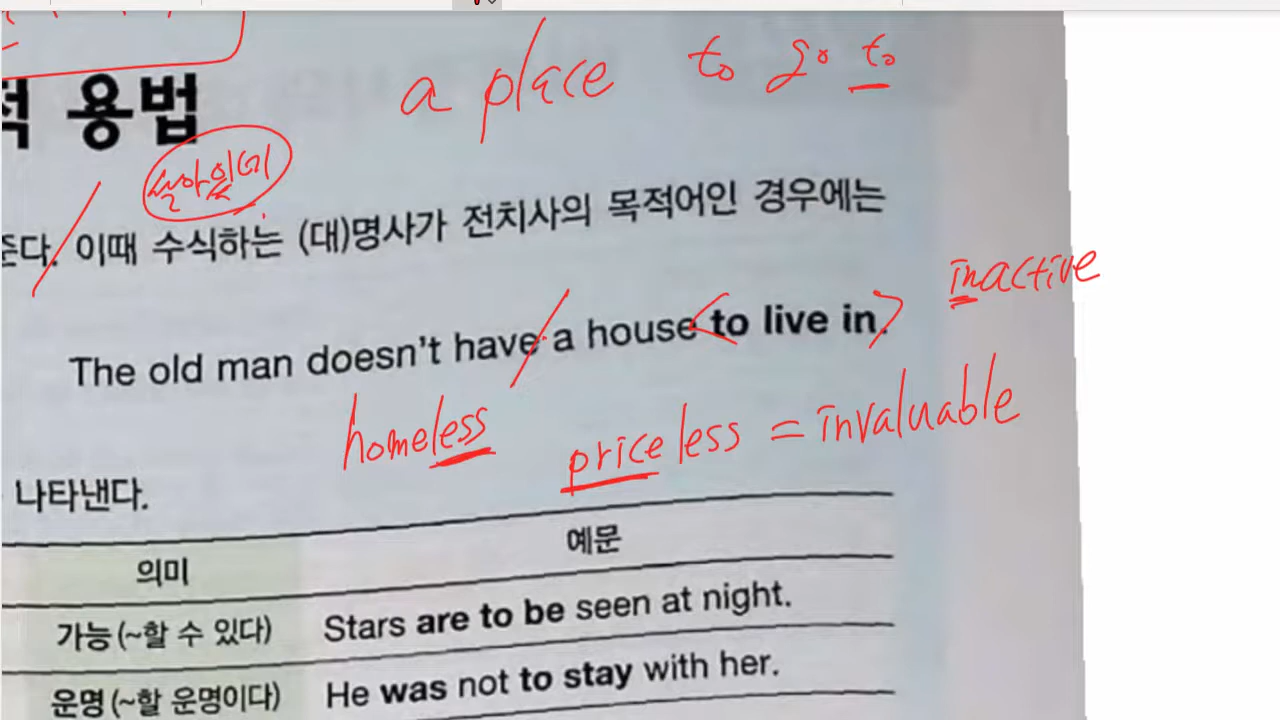 a place to go to
적 용법
살아있네
준다. 이때 수식하는 (대)명사가 전치사의 목적어인 경우에는
inactive
The old man doesn't have a house to live in.
homeless priceless = invaluable
나타낸다.
의미 예문
가능 (~할 수 있다) Stars are to be seen at night.
운명 (~할 운명이다) He was not to stay with her.